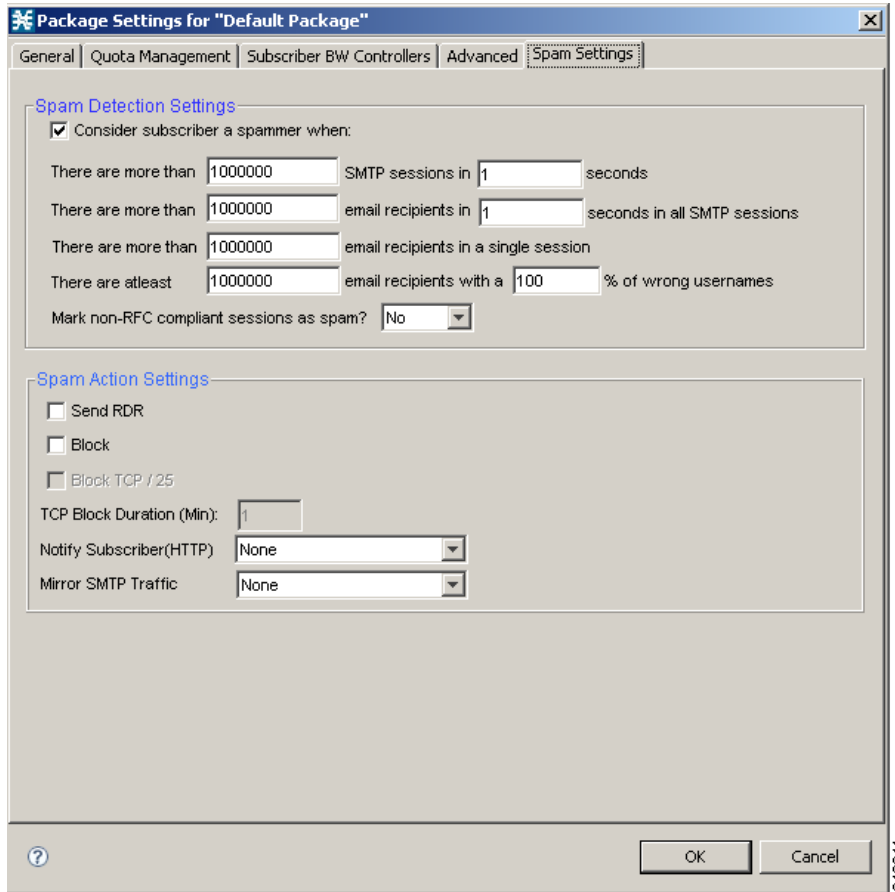 Package Settings for "Default Package"
General Quota Management Subscriber BW Controllers Advanced Spam Settings
Spam Detection Settings
Consider subscriber a spammer when:
There are more than 1000000 SMTP sessions in 1 seconds
There are more than 1000000 email recipients in 1 seconds in all SMTP sessions
There are more than 1000000 email recipients in a single session
There are atleast 1000000 email recipients with a 100 % of wrong usernames
Mark non-RFC compliant sessions as spam? No
Spam Action Settings
Send RDR
Block
Block TCP / 25
TCP Block Duration (Min): 1
Notify Subscriber(HTTP) None
Mirror SMTP Traffic None
? OK Cancel